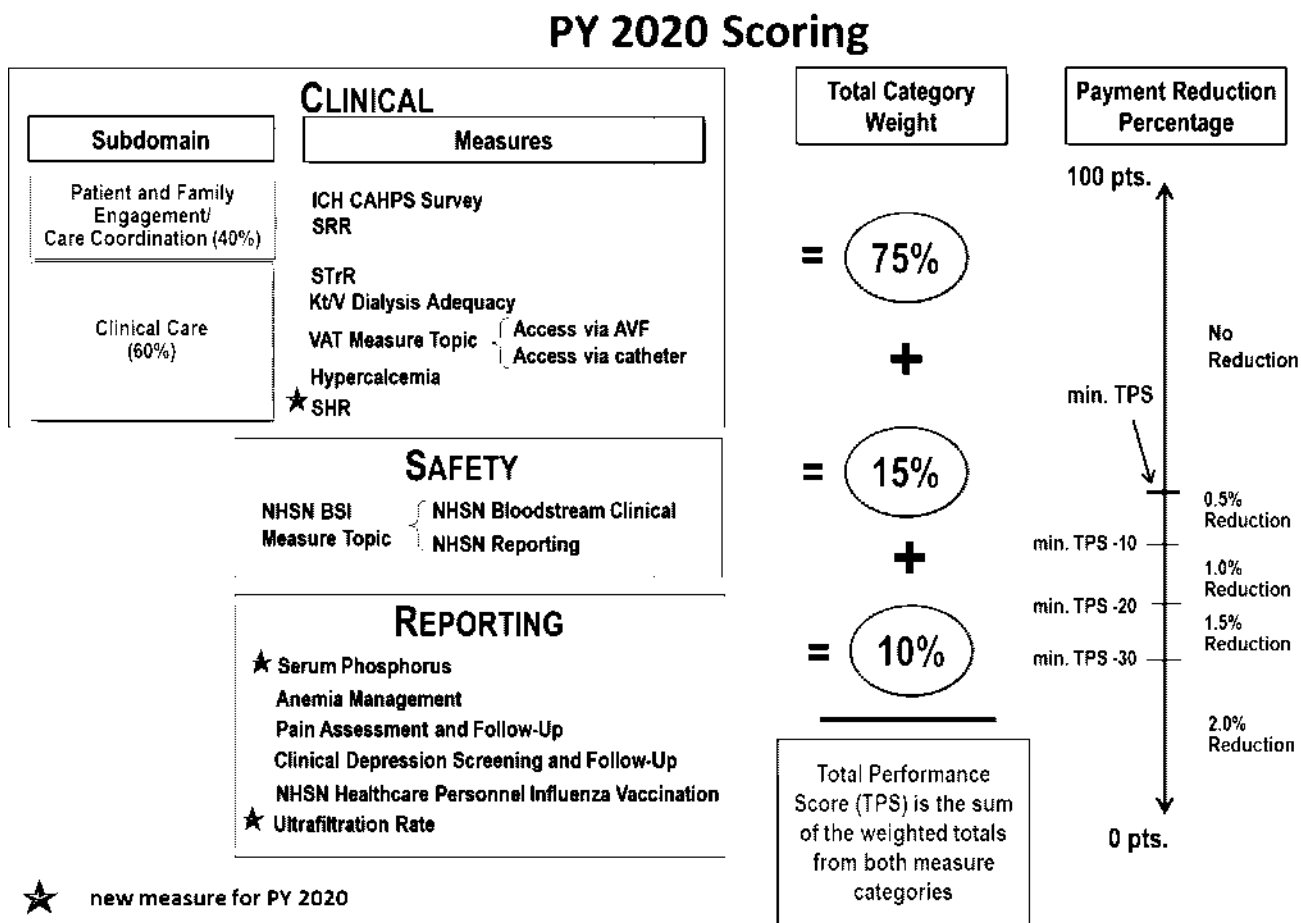 PY 2020 Scoring
CLINICAL
Subdomain
Measures
Patient and Family
Engagement/
Care Coordination (40%)
ICH CAHPS Survey
SRR
Clinical Care
(60%)
STrR
Kt/V Dialysis Adequacy
VAT Measure Topic
Access via AVF
Access via catheter
Hypercalcemia
SHR
SAFETY
NHSN BSI
Measure Topic
NHSN Bloodstream Clinical
NHSN Reporting
REPORTING
Serum Phosphorus
Anemia Management
Pain Assessment and Follow-Up
Clinical Depression Screening and Follow-Up
NHSN Healthcare Personnel Influenza Vaccination
Ultrafiltration Rate
new measure for PY 2020
Total Category
Weight
= 75%
+
= 15%
+
= 10%
Total Performance
Score (TPS) is the sum
of the weighted totals
from both measure
categories
Payment Reduction
Percentage
100 pts.
No
Reduction
min. TPS
0.5%
Reduction
min. TPS -10
1.0%
Reduction
min. TPS -20
1.5%
Reduction
min. TPS -30
2.0%
Reduction
0 pts.